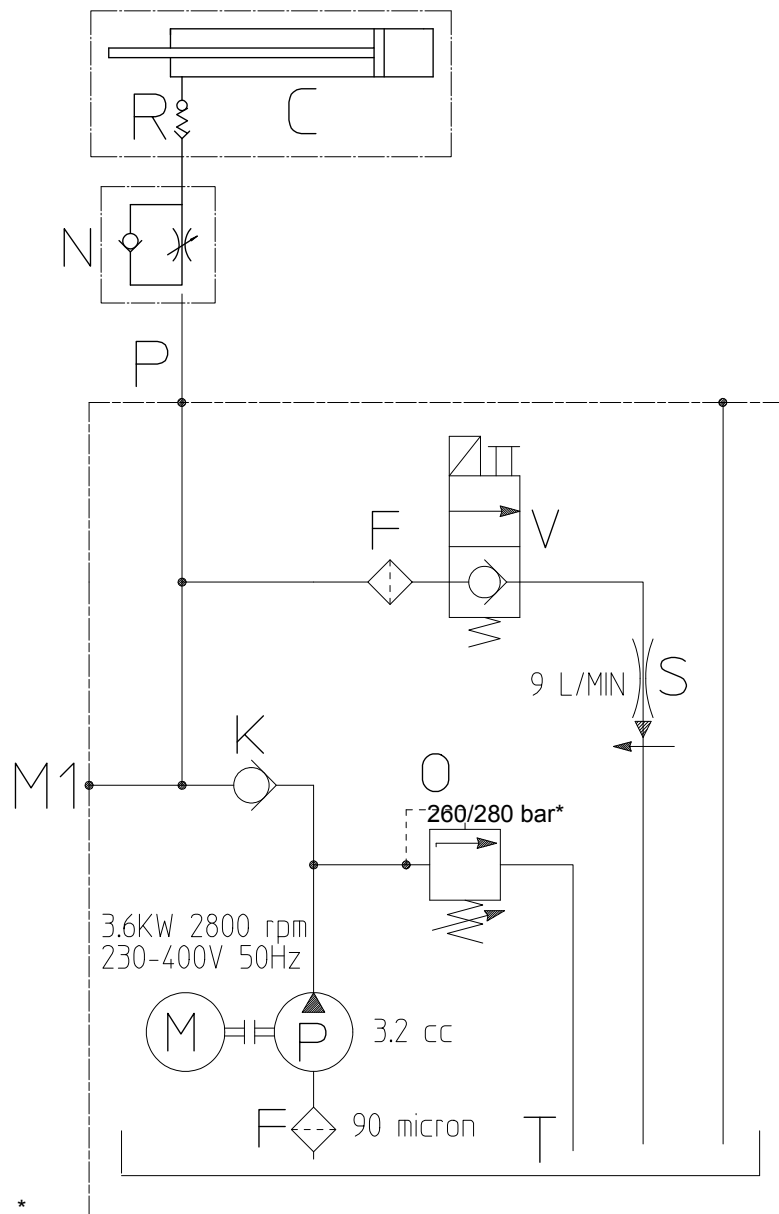 R
C
N
P
F
V
9 L/MIN
S
K
M1
O
260/280 bar*
3.6KW 2800 rpm
230-400V 50Hz
M
P
3.2 cc
F
90 micron
T
*